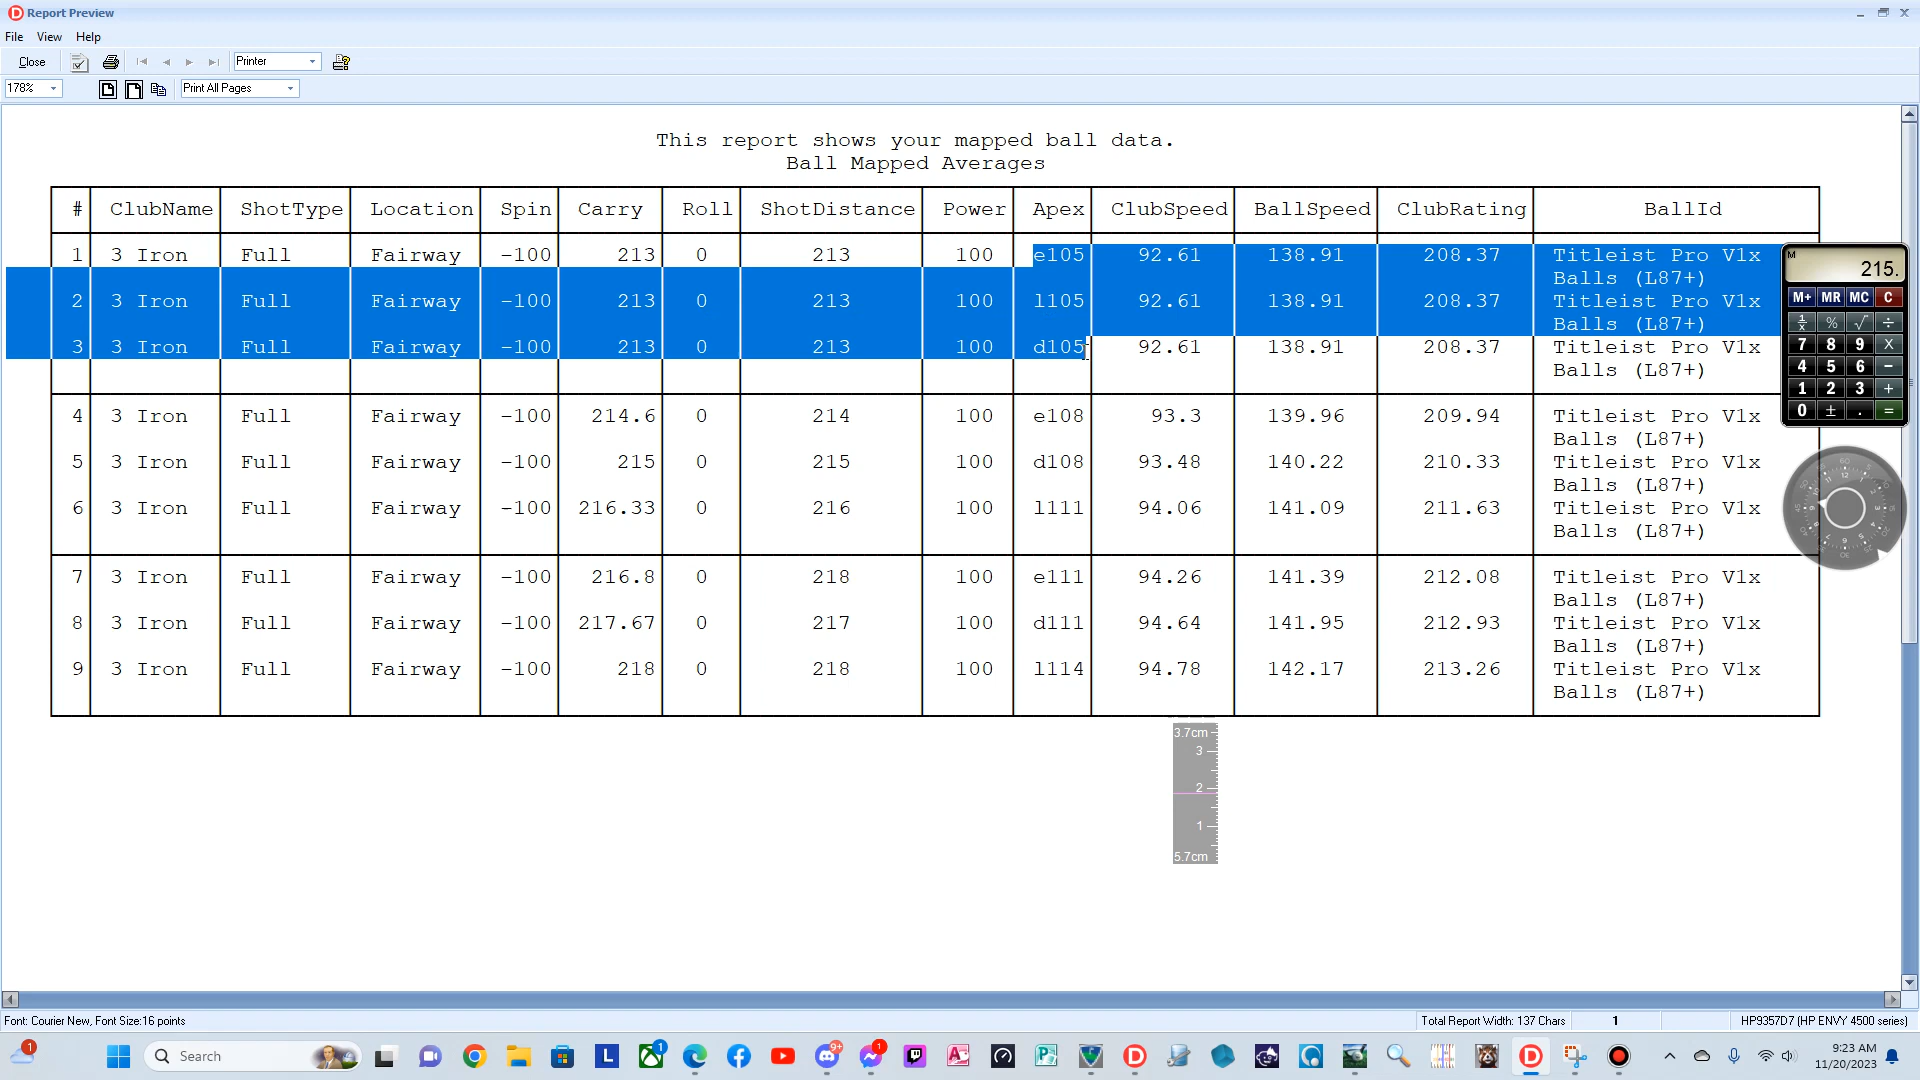 Report Preview
File View Help
Close Printer
178% Print All Pages
This report shows your mapped ball data.
Ball Mapped Averages
# ClubName ShotType Location Spin Carry Roll ShotDistance Power Apex ClubSpeed BallSpeed ClubRating BallId
1 3 Iron Full Fairway -100 213 0 213 100 e105 92.61 138.91 208.37 Titleist Pro V1x
Balls (L87+)
2 3 Iron Full Fairway -100 213 0 213 100 l105 92.61 138.91 208.37 Titleist Pro V1x
Balls (L87+)
3 3 Iron Full Fairway -100 213 0 213 100 d105 92.61 138.91 208.37 Titleist Pro V1x
Balls (L87+)
4 3 Iron Full Fairway -100 214.6 0 214 100 e108 93.3 139.96 209.94 Titleist Pro V1x
Balls (L87+)
5 3 Iron Full Fairway -100 215 0 215 100 d108 93.48 140.22 210.33 Titleist Pro V1x
Balls (L87+)
6 3 Iron Full Fairway -100 216.33 0 216 100 l111 94.06 141.09 211.63 Titleist Pro V1x
Balls (L87+)
7 3 Iron Full Fairway -100 216.8 0 218 100 e111 94.26 141.39 212.08 Titleist Pro V1x
Balls (L87+)
8 3 Iron Full Fairway -100 217.67 0 217 100 d111 94.64 141.95 212.93 Titleist Pro V1x
Balls (L87+)
9 3 Iron Full Fairway -100 218 0 218 100 l114 94.78 142.17 213.26 Titleist Pro V1x
Balls (L87+)
M 215.
M+ MR MC C
1/x % √ ÷
7 8 9 X
4 5 6 −
1 2 3 +
0 ± . =
3.7cm
3
2
1
5.7cm
Font: Courier New, Font Size:16 points Total Report Width: 137 Chars 1 HP9357D7 (HP ENVY 4500 series)
1 Search 1 9+ 1 9:23 AM
11/20/2023